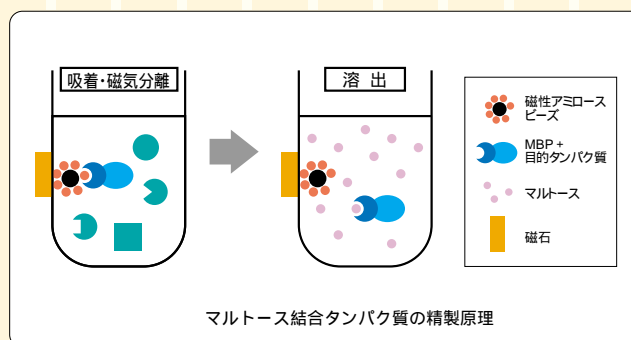 吸着・磁気分離
溶 出
磁性アミロース
ビーズ
MBP +
目的タンパク質
マルトース
磁石
マルトース結合タンパク質の精製原理